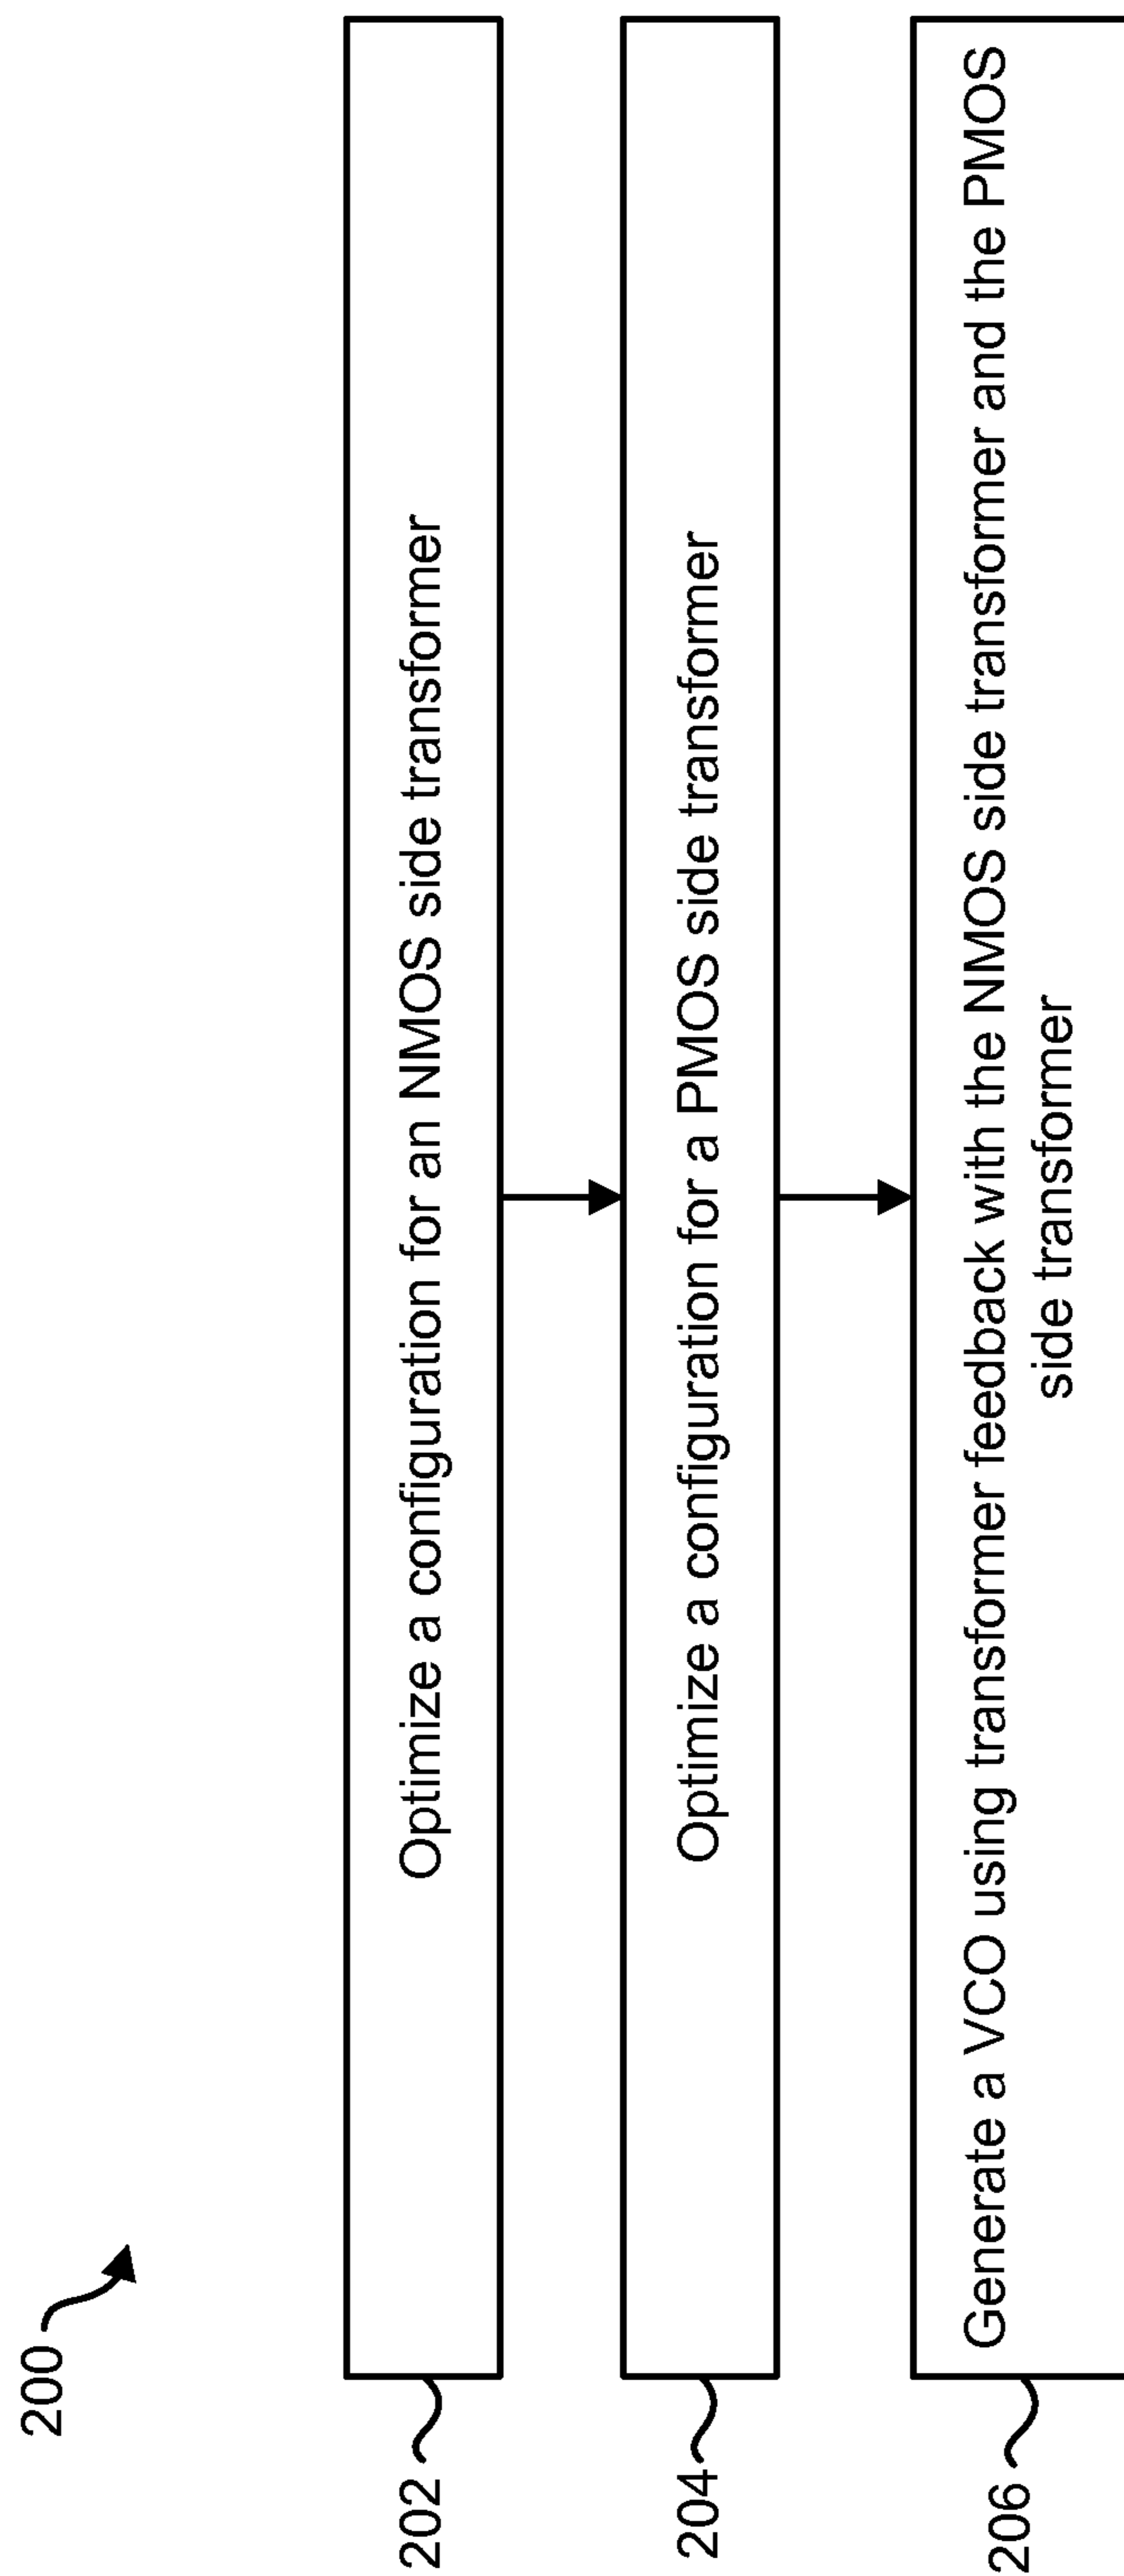 200
202
Optimize a configuration for an NMOS side transformer
204
Optimize a configuration for a PMOS side transformer
206
Generate a VCO using transformer feedback with the NMOS side transformer and the PMOS
side transformer